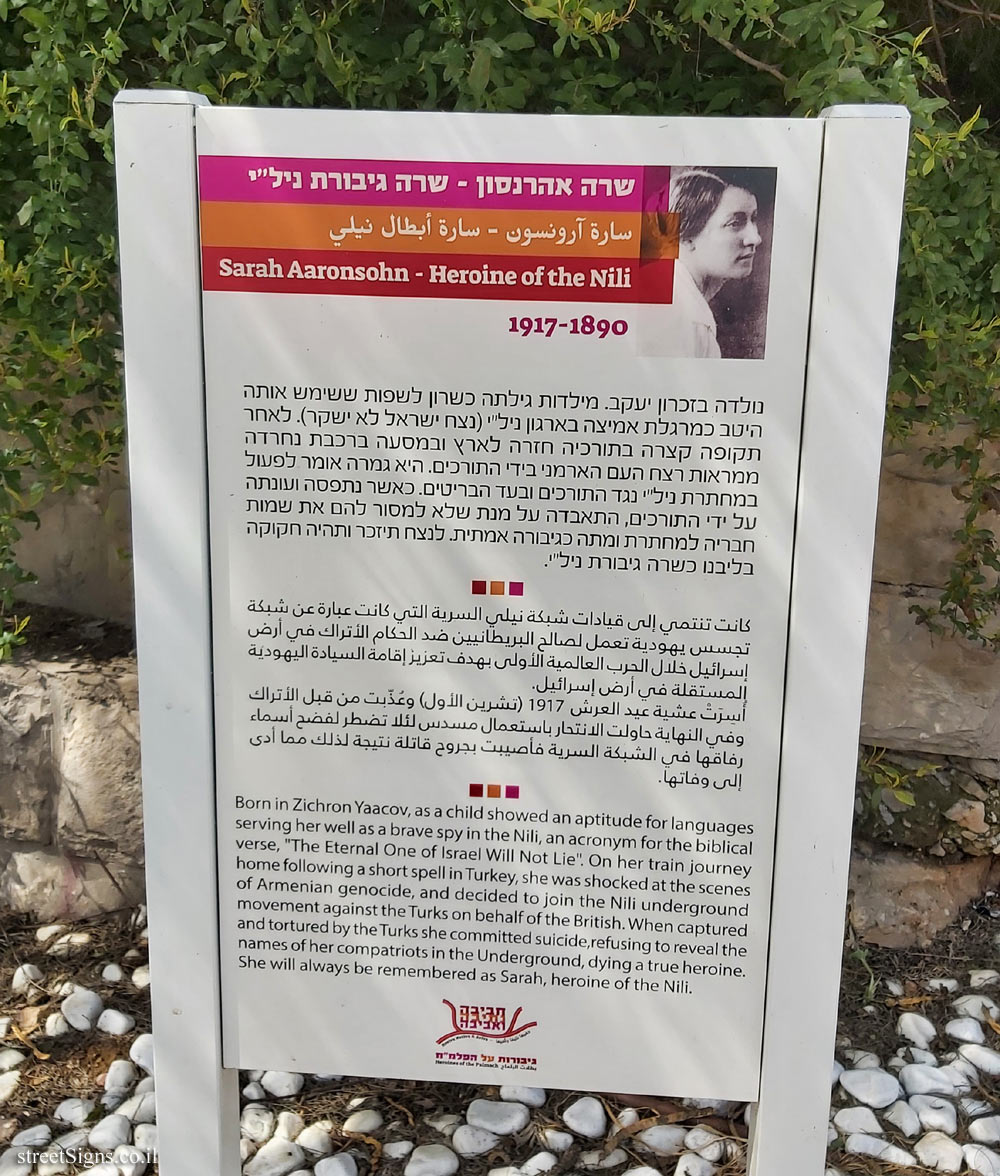 שרה אהרנסון - שרה גיבורת ניל"י
سارة آرونسون - سارة أبطال نيلي
Sarah Aaronsohn - Heroine of the Nili
1917-1890
נולדה בזכרון יעקב. מילדות גילתה כשרון לשפות ששימש אותה
היטב כמרגלת אמיצה בארגון ניל"י (נצח ישראל לא ישקר). לאחר
תקופה קצרה בתורכיה חזרה לארץ ובמסעה ברכבת נחרדה
ממראות רצח העם הארמני בידי התורכים. היא גמרה אומר לפעול
במחתרת ניל"י נגד התורכים ובעד הבריטים. כאשר נתפסה ועונתה
על ידי התורכים, התאבדה על מנת שלא למסור להם את שמות
חבריה למחתרת ומתה כגיבורה אמתית. לנצח תיזכר ותהיה חקוקה
בליבנו כשרה גיבורת ניל"י.
كانت تنتمي إلى قيادات شبكة نيلي السرية التي كانت عبارة عن شبكة
تجسس يهودية تعمل لصالح البريطانيين ضد الحكام الأتراك في أرض
إسرائيل خلال الحرب العالمية الأولى بهدف تعزيز إقامة السيادة اليهودية
المستقلة في أرض إسرائيل.
أُسِرَتْ عشية عيد العرش 1917 (تشرين الأول) وعُذّبت من قبل الأتراك
وفي النهاية حاولت الانتحار باستعمال مسدس لئلا تضطر لفضح أسماء
رفاقها في الشبكة السرية فأصيبت بجروح قاتلة نتيجة لذلك مما أدى
إلى وفاتها.
Born in Zichron Yaacov, as a child showed an aptitude for languages
serving her well as a brave spy in the Nili, an acronym for the biblical
verse, "The Eternal One of Israel Will Not Lie". On her train journey
home following a short spell in Turkey, she was shocked at the scenes
of Armenian genocide, and decided to join the Nili underground
movement against the Turks on behalf of the British. When captured
and tortured by the Turks she committed suicide,refusing to reveal the
names of her compatriots in the Underground, dying a true heroine.
She will always be remembered as Sarah, heroine of the Nili.
חביבה
ואביבה
גיבורות על הפלמ"ח
Heroines of the Palmach بطلات البلماح
streetSigns.co.il